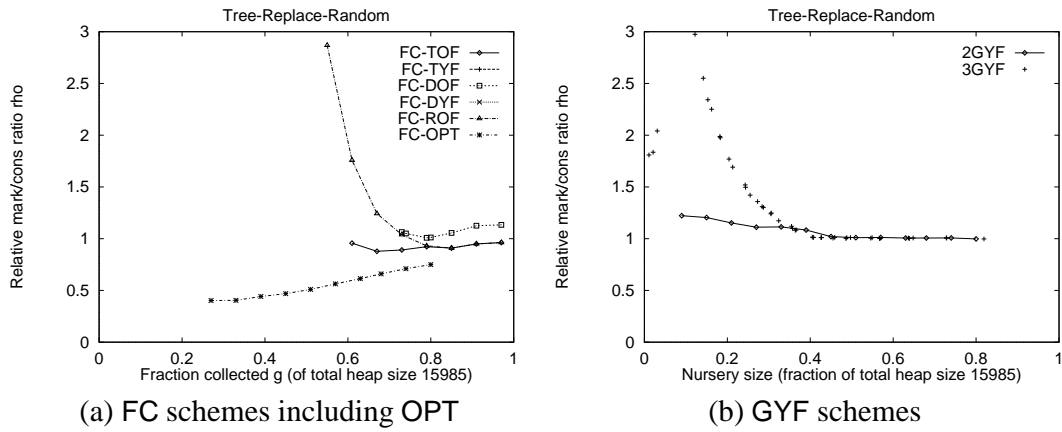 Tree-Replace-Random
Relative mark/cons ratio rho
3
2.5
2
1.5
1
0.5
0
FC-TOF
FC-TYF
FC-DOF
FC-DYF
FC-ROF
FC-OPT
0 0.2 0.4 0.6 0.8 1
Fraction collected g (of total heap size 15985)
(a) FC schemes including OPT
Tree-Replace-Random
Relative mark/cons ratio rho
3
2.5
2
1.5
1
0.5
0
2GYF
3GYF
0 0.2 0.4 0.6 0.8 1
Nursery size (fraction of total heap size 15985)
(b) GYF schemes